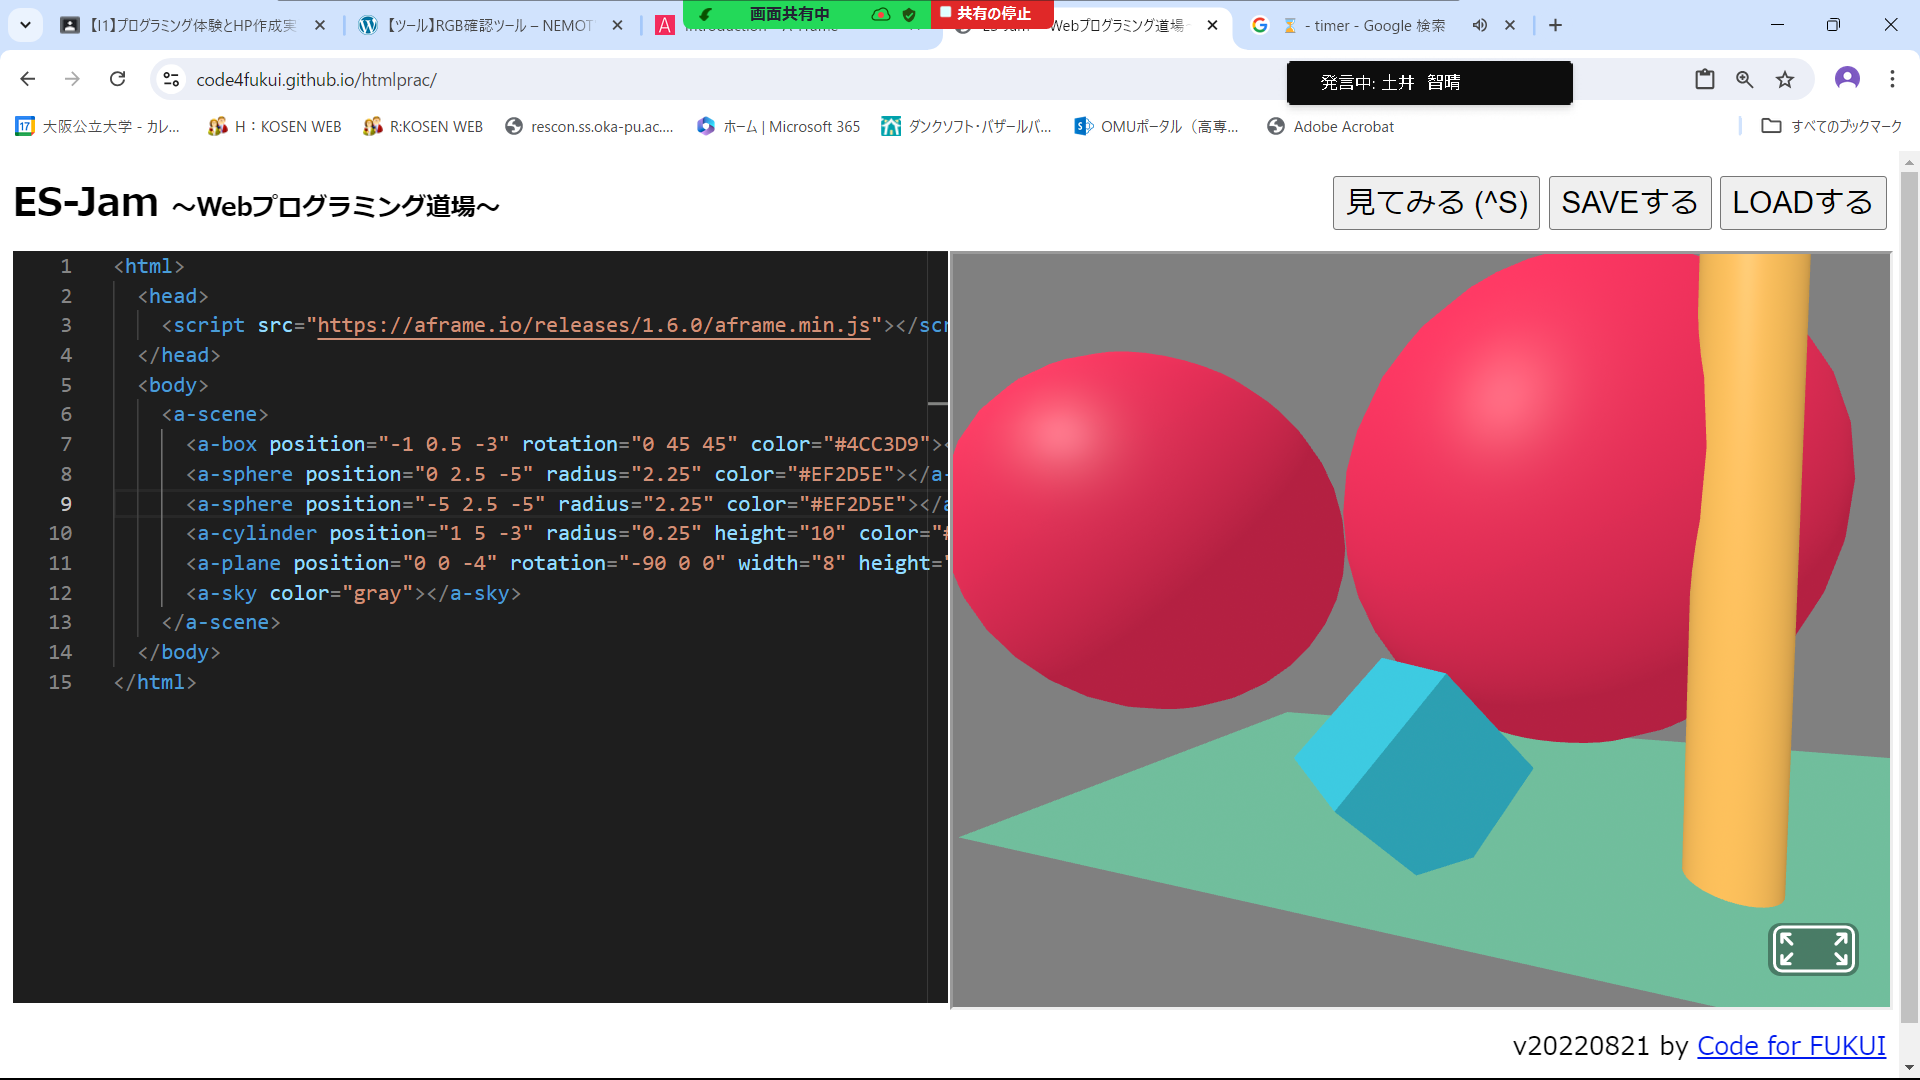 【I1】プログラミング体験とHP作成実
【ツール】RGB確認ツール – NEMOT
画面共有中
共有の停止
Webプログラミング道場
- timer - Google 検索
code4fukui.github.io/htmlprac/
発言中: 土井 智晴
大阪公立大学 - カレ...
H：KOSEN WEB
R:KOSEN WEB
rescon.ss.oka-pu.ac....
ホーム | Microsoft 365
ダンクソフト・バザールバ...
OMUポータル（高専...
Adobe Acrobat
すべてのブックマーク
ES-Jam ～Webプログラミング道場～
見てみる (^S)
SAVEする
LOADする
1 <html>
2 <head>
3 <script src="https://aframe.io/releases/1.6.0/aframe.min.js"></scr
4 </head>
5 <body>
6 <a-scene>
7 <a-box position="-1 0.5 -3" rotation="0 45 45" color="#4CC3D9"><
8 <a-sphere position="0 2.5 -5" radius="2.25" color="#EF2D5E"></a-
9 <a-sphere position="-5 2.5 -5" radius="2.25" color="#EF2D5E"></a
10 <a-cylinder position="1 5 -3" radius="0.25" height="10" color="#
11 <a-plane position="0 0 -4" rotation="-90 0 0" width="8" height="
12 <a-sky color="gray"></a-sky>
13 </a-scene>
14 </body>
15 </html>
v20220821 by Code for FUKUI